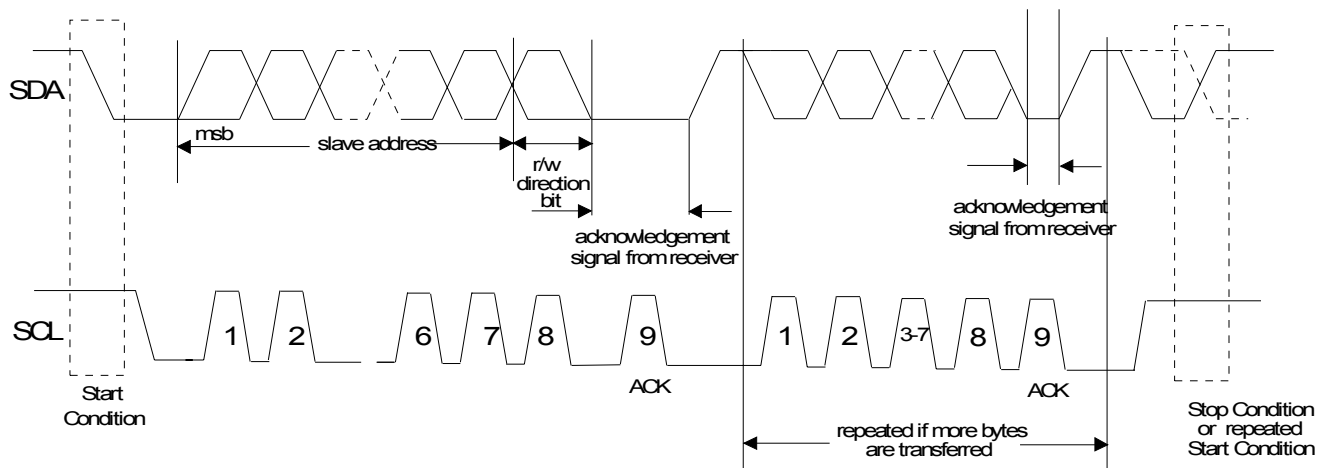 SDA
msb
slave address
r/w
direction
bit
acknowledgement
signal from receiver
acknowledgement
signal from receiver
SCL
1
2
6
7
8
9
1
2
3-7
8
9
ACK
ACK
Start
Condition
repeated if more bytes
are transferred
Stop Condition
or repeated
Start Condition